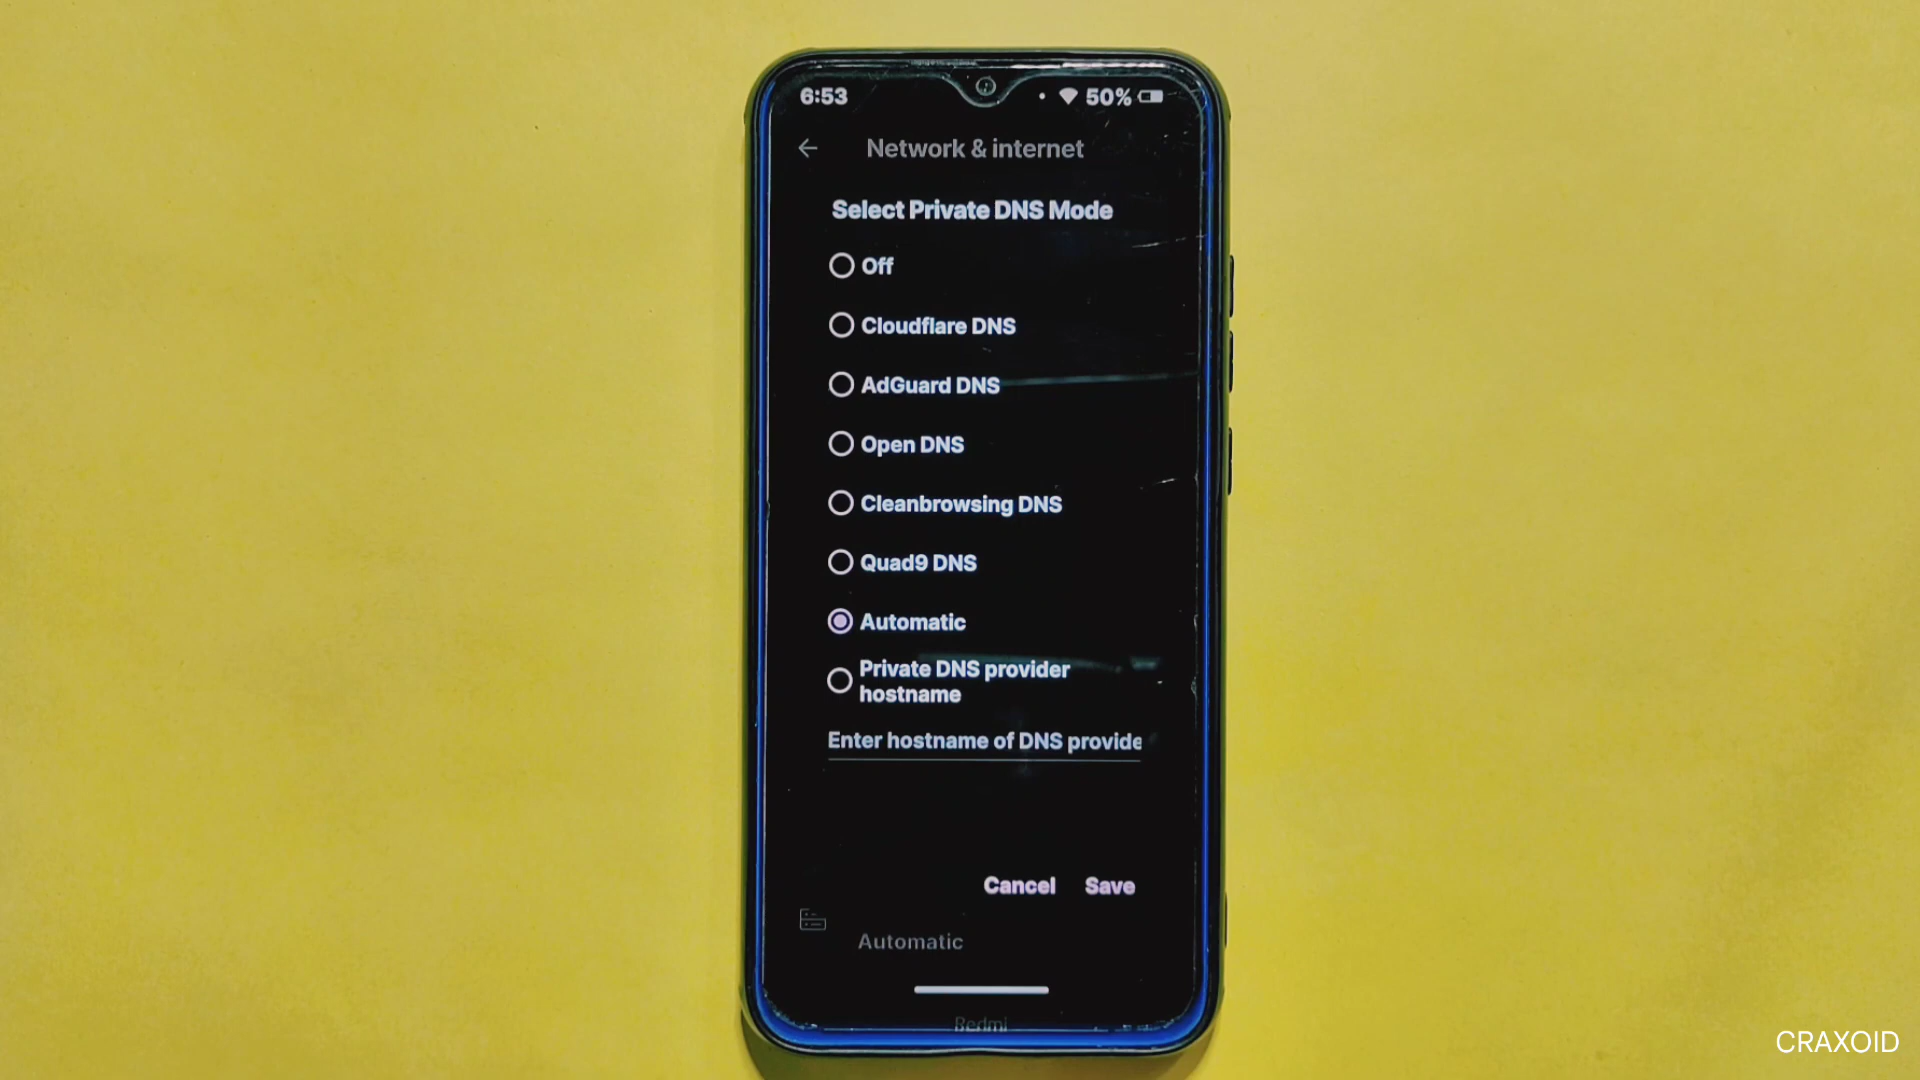 6:53
50%
Network & internet
Select Private DNS Mode
Off
Cloudflare DNS
AdGuard DNS
Open DNS
Cleanbrowsing DNS
Quad9 DNS
Automatic
Private DNS provider
hostname
Enter hostname of DNS provide
Cancel Save
Automatic
Redmi
CRAXOID